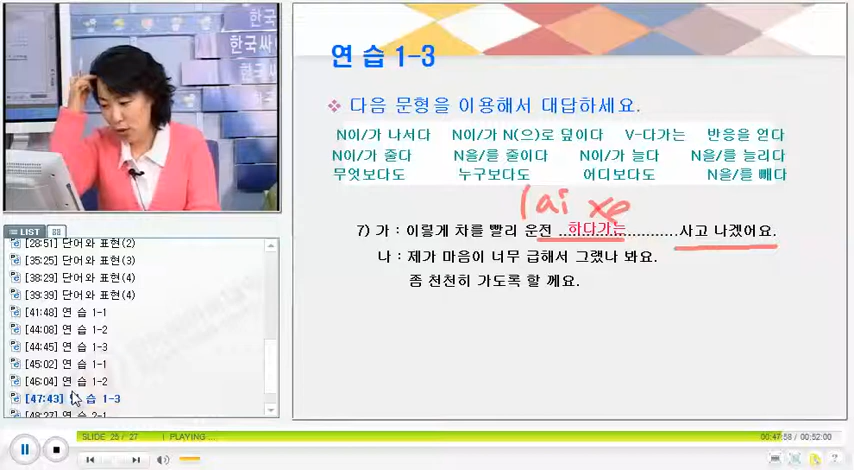 한국
한국싸이
한국
연 습 1-3
❖ 다음 문형을 이용해서 대답하세요.
N이/가 나서다 N이/가 N(으)로 덮이다 V-다가는 반응을 얻다
N이/가 줄다 N을/를 줄이다 N이/가 늘다 N을/를 늘리다
무엇보다도 누구보다도 어디보다도 N을/를 빼다
lai xe
7) 가 : 이렇게 차를 빨리 운전 ...하다가는...사고 나겠어요.
나 : 제가 마음이 너무 급해서 그랬나 봐요.
좀 천천히 가도록 할 께요.
LIST
[28:51] 단어와 표현(2)
[35:25] 단어와 표현(3)
[38:29] 단어와 표현(4)
[39:39] 단어와 표현(4)
[41:48] 연 습 1-1
[44:08] 연 습 1-2
[44:45] 연 습 1-3
[45:02] 연 습 1-1
[46:04] 연 습 1-2
[47:43] 연 습 1-3
[48:27] 연 습 2-1
SLIDE 25 / 27 | PLAYING ...
00:47:58 / 00:52:00